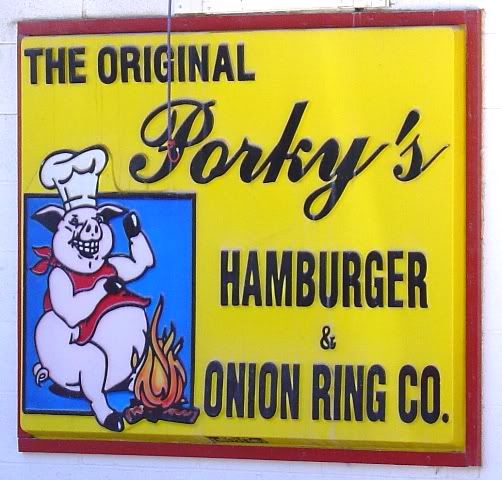 THE ORIGINAL
Porky's
HAMBURGER
&
ONION RING CO.